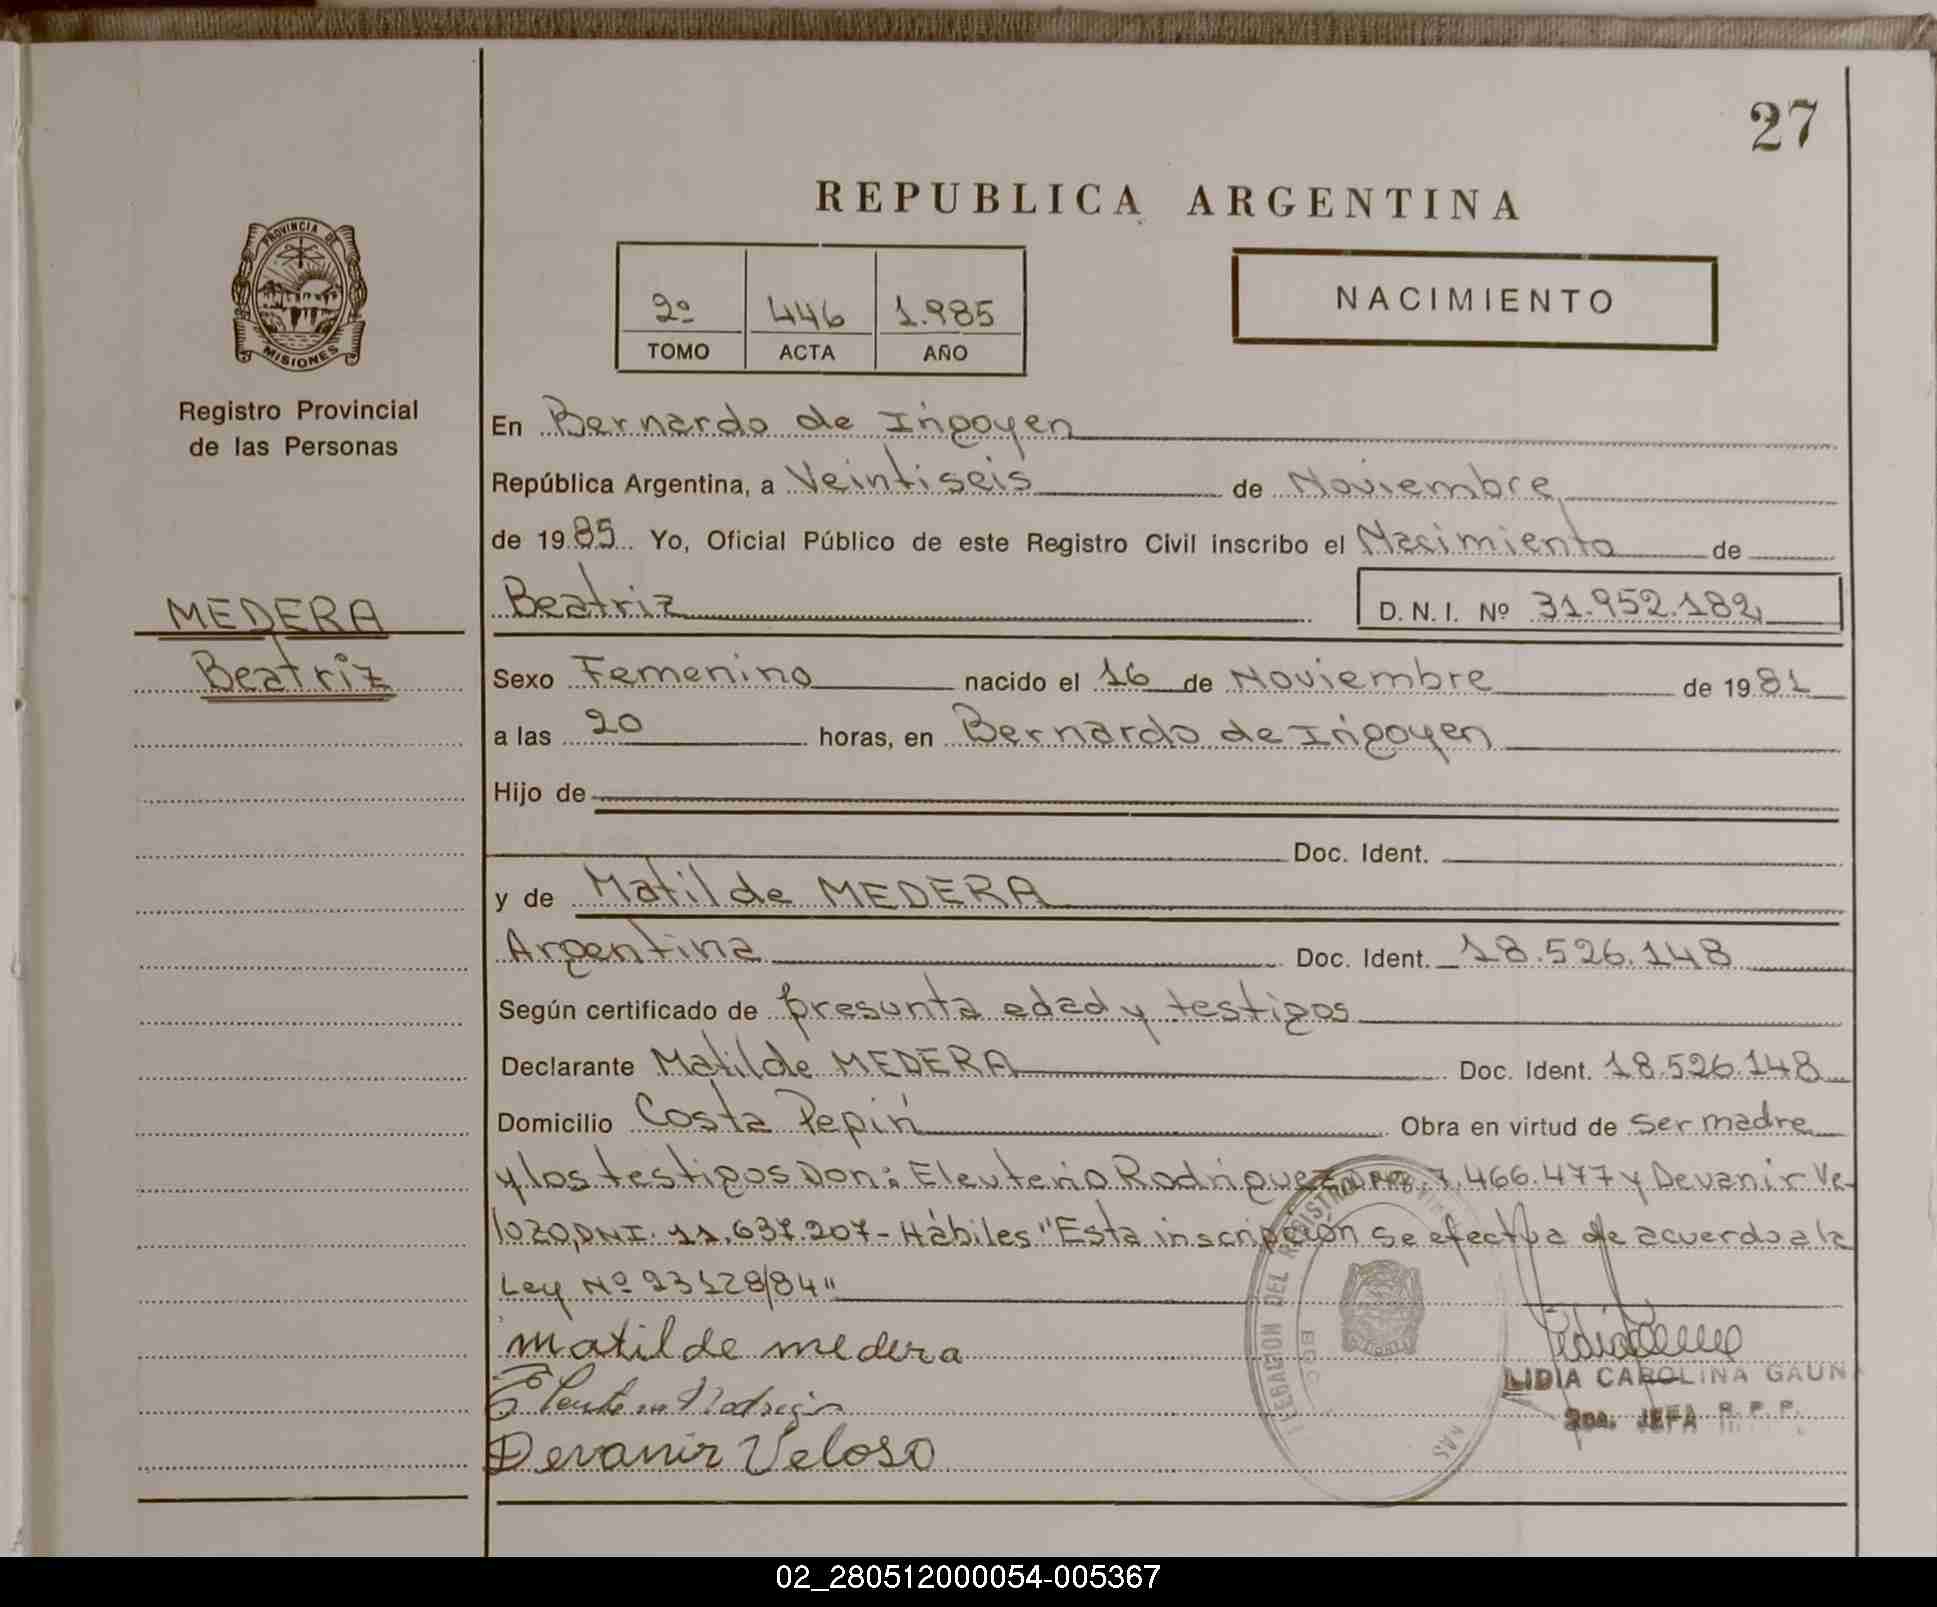 27
REPUBLICA ARGENTINA
2º 446 1.985
TOMO ACTA AÑO
NACIMIENTO
PROVINCIA DE
MISIONES
Registro Provincial
de las Personas
MEDERA
Beatriz
En Bernardo de Irigoyen
República Argentina, a Veintiseis de Noviembre
de 1985 Yo, Oficial Público de este Registro Civil inscribo el Nacimiento de
Beatriz D.N.I. Nº 31.952.182
Sexo Femenino nacido el 16 de Noviembre de 1981
a las 20 horas, en Bernardo de Irigoyen
Hijo de
Doc. Ident.
y de Matilde MEDERA
Argentina Doc. Ident. 18.526.148
Según certificado de presunta edad y testigos
Declarante Matilde MEDERA Doc. Ident. 18.526.148
Domicilio Costa Pepirí Obra en virtud de ser madre
y los testigos Don: Eleuterio Rodriguez 7.466.477 y Devanir Ve-
lozo, DNI. 11.637.207 - Hábiles "Esta inscripción se efectua de acuerdo a la
Ley Nº 23128/84"
matilde medera
Devanir Veloso
DELEGACION DEL REGISTRO
LIDIA CAROLINA GAUN
2da. JEFA R.P.P.
02_280512000054-005367